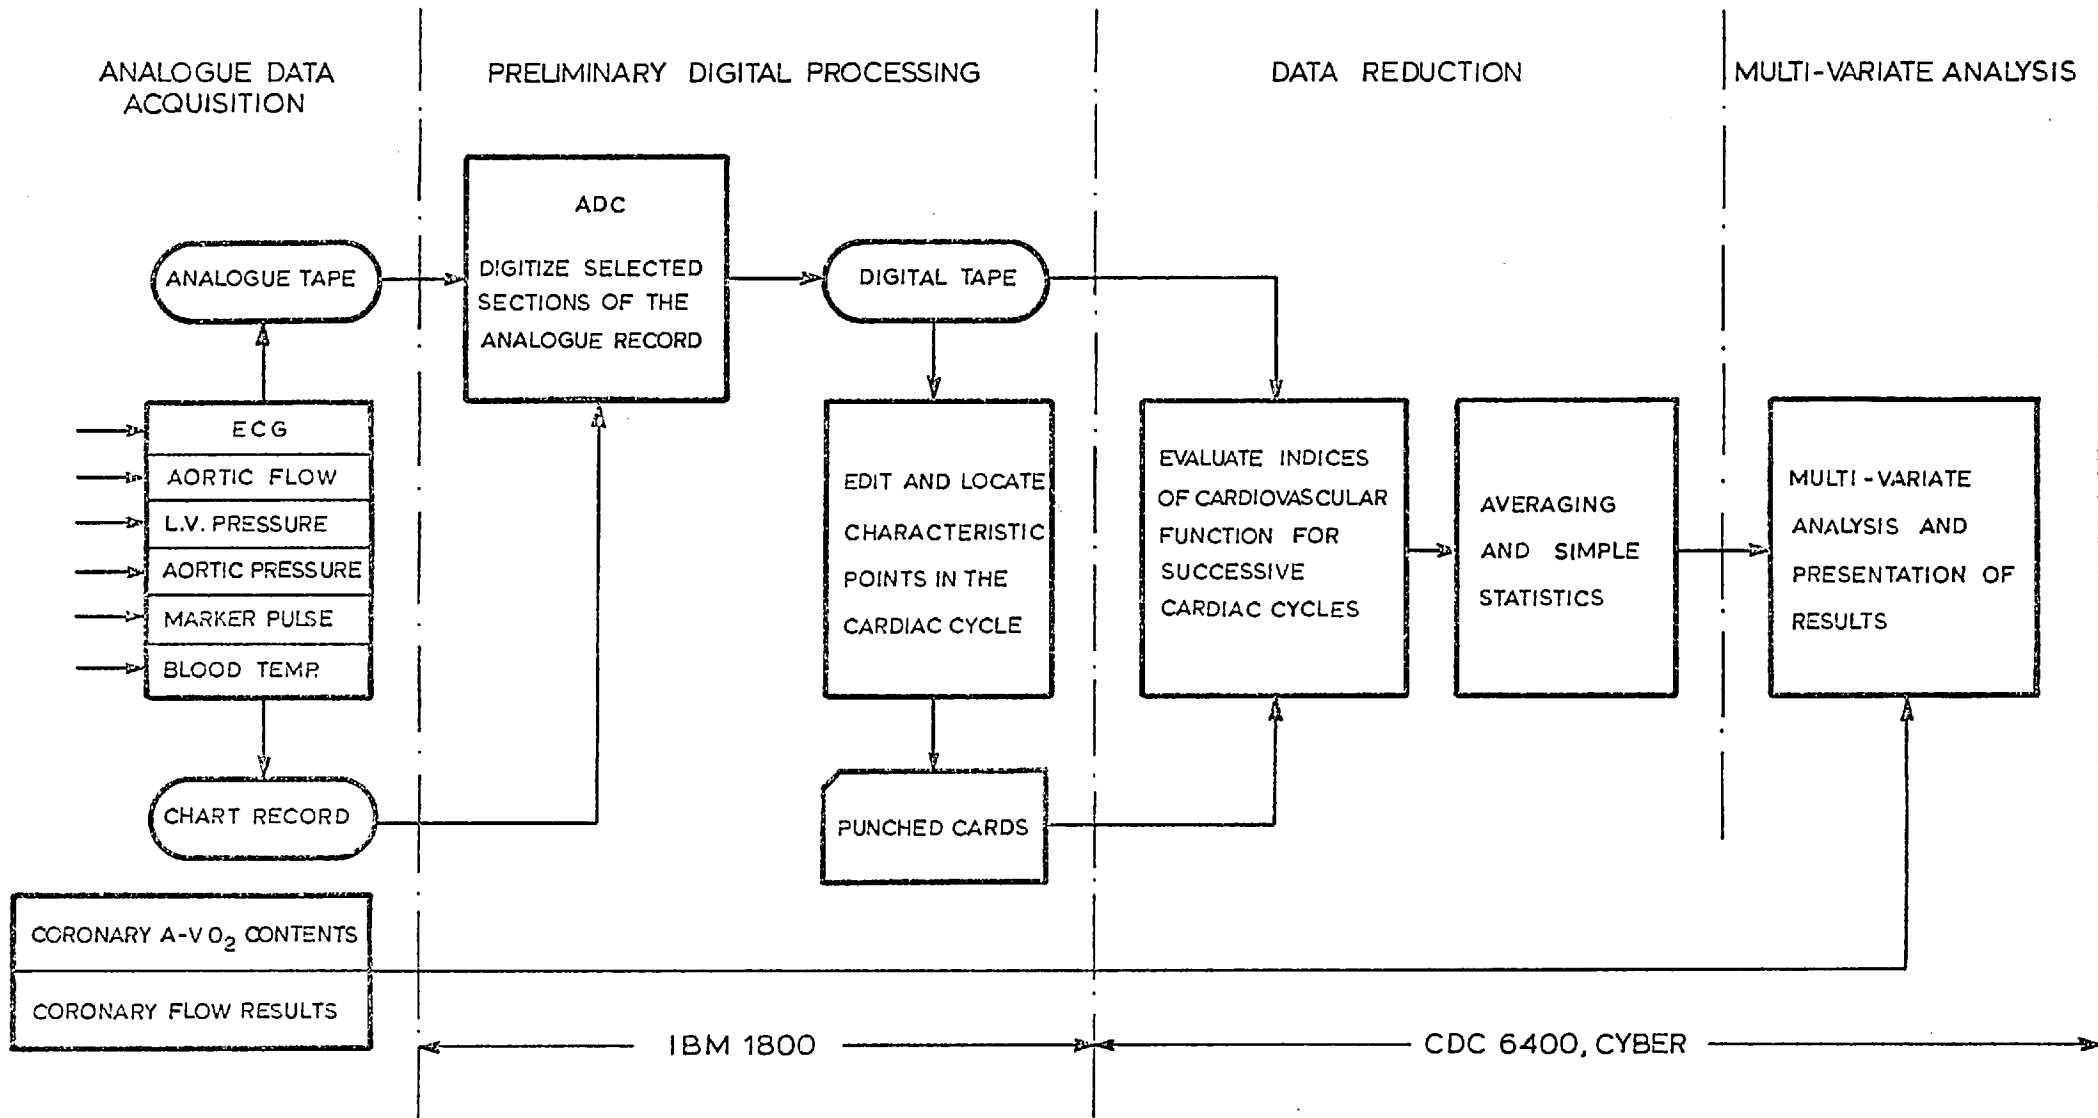 ANALOGUE DATA
ACQUISITION
PRELIMINARY DIGITAL PROCESSING
DATA REDUCTION
MULTI-VARIATE ANALYSIS
ANALOGUE TAPE
ADC
DIGITIZE SELECTED
SECTIONS OF THE
ANALOGUE RECORD
DIGITAL TAPE
ECG
AORTIC FLOW
L.V. PRESSURE
AORTIC PRESSURE
MARKER PULSE
BLOOD TEMP.
EDIT AND LOCATE
CHARACTERISTIC
POINTS IN THE
CARDIAC CYCLE
EVALUATE INDICES
OF CARDIOVASCULAR
FUNCTION FOR
SUCCESSIVE
CARDIAC CYCLES
AVERAGING
AND SIMPLE
STATISTICS
MULTI-VARIATE
ANALYSIS AND
PRESENTATION OF
RESULTS
CHART RECORD
PUNCHED CARDS
CORONARY A-V O₂ CONTENTS
CORONARY FLOW RESULTS
IBM 1800
CDC 6400, CYBER